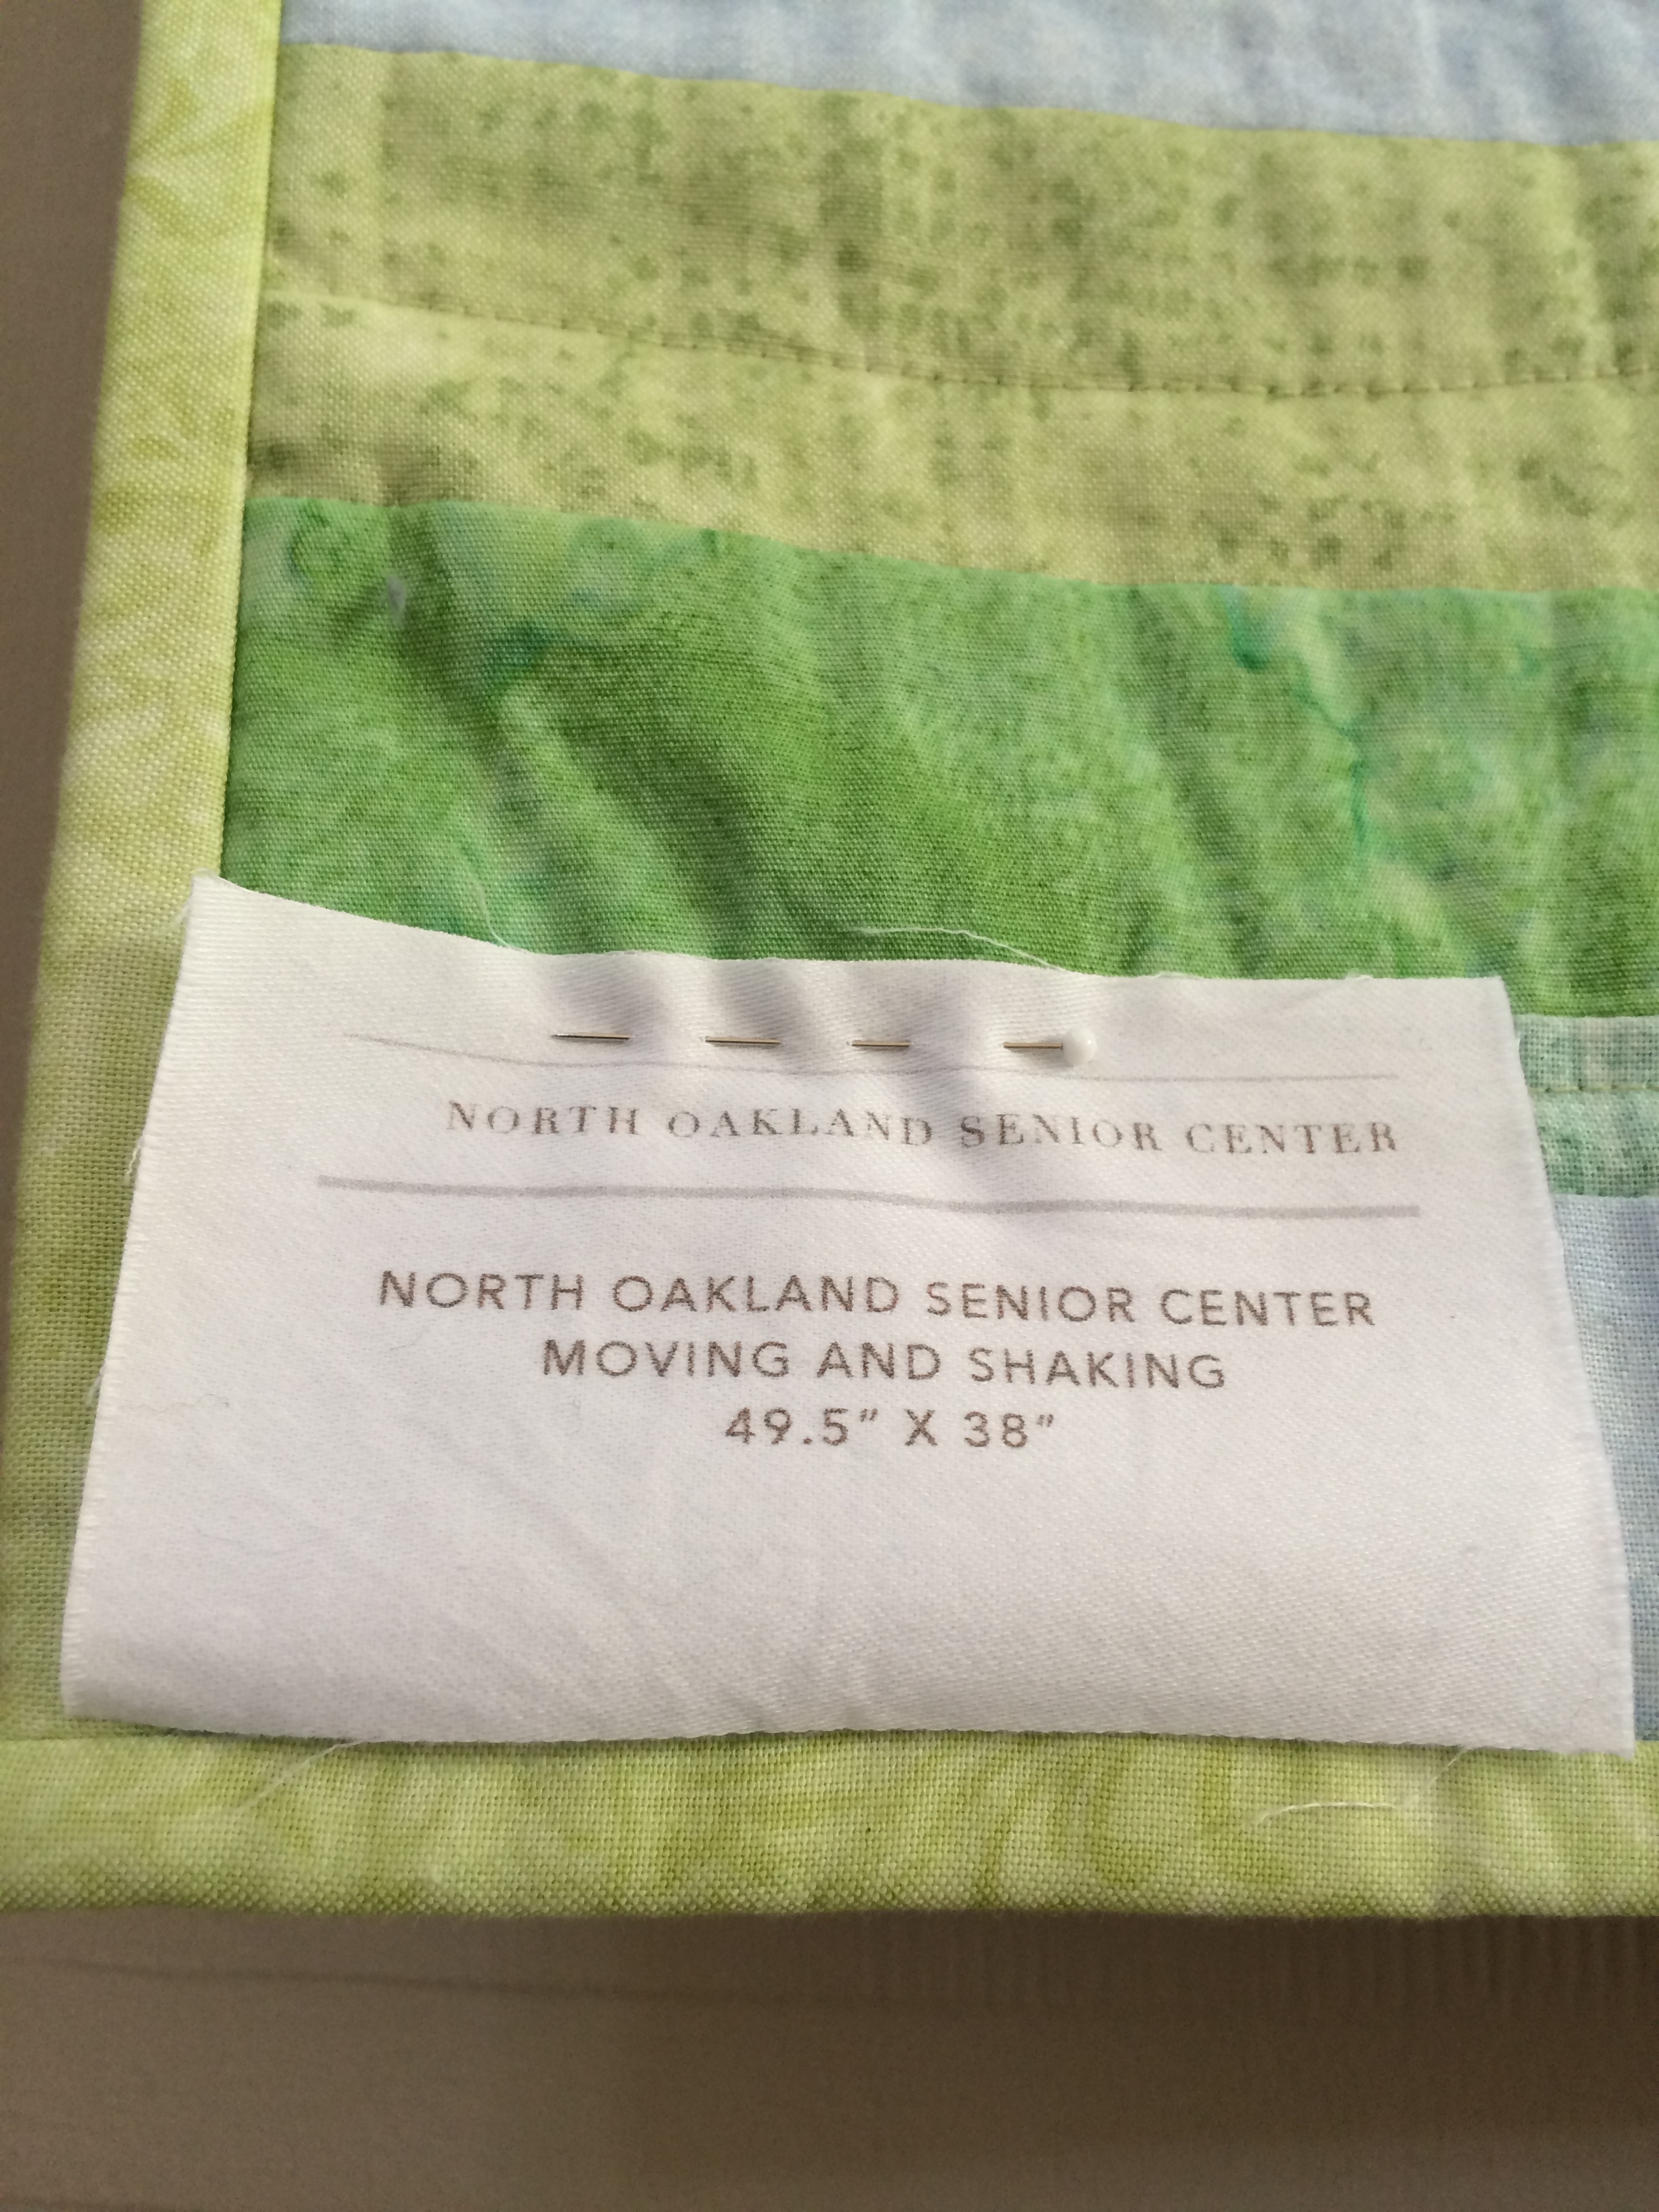 NORTH OAKLAND SENIOR CENTER
NORTH OAKLAND SENIOR CENTER
MOVING AND SHAKING
49.5" X 38"